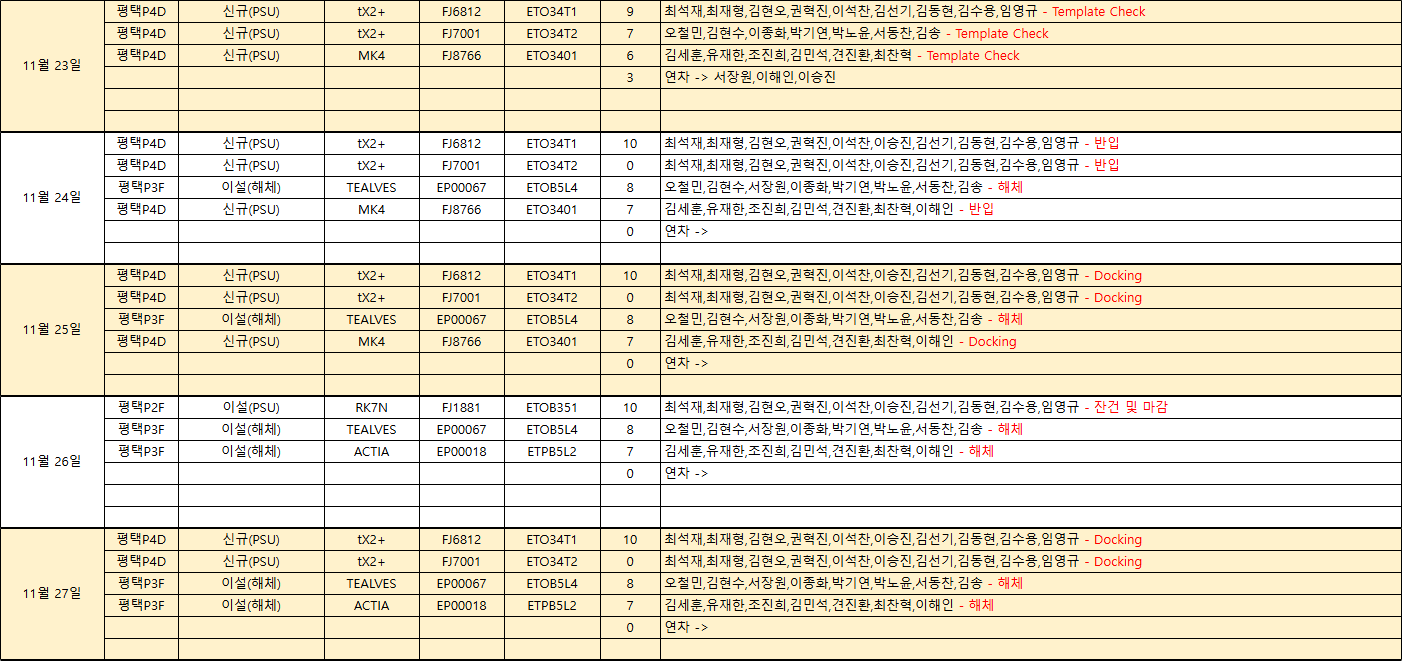 평택P4D 신규(PSU) tX2+ FJ6812 ETO34T1 9 최석재,최재형,김현오,권혁진,이석찬,김선기,김동현,김수용,임영규 - Template Check
평택P4D 신규(PSU) tX2+ FJ7001 ETO34T2 7 오철민,김현수,이종화,박기연,박노윤,서동찬,김송 - Template Check
11월 23일 평택P4D 신규(PSU) MK4 FJ8766 ETO3401 6 김세훈,유재한,조진희,김민석,견진환,최찬혁 - Template Check
3 연차 -> 서장원,이해인,이승진
평택P4D 신규(PSU) tX2+ FJ6812 ETO34T1 10 최석재,최재형,김현오,권혁진,이석찬,이승진,김선기,김동현,김수용,임영규 - 반입
평택P4D 신규(PSU) tX2+ FJ7001 ETO34T2 0 최석재,최재형,김현오,권혁진,이석찬,이승진,김선기,김동현,김수용,임영규 - 반입
11월 24일 평택P3F 이설(해체) TEALVES EP00067 ETOB5L4 8 오철민,김현수,서장원,이종화,박기연,박노윤,서동찬,김송 - 해체
평택P4D 신규(PSU) MK4 FJ8766 ETO3401 7 김세훈,유재한,조진희,김민석,견진환,최찬혁,이해인 - 반입
0 연차 ->
평택P4D 신규(PSU) tX2+ FJ6812 ETO34T1 10 최석재,최재형,김현오,권혁진,이석찬,이승진,김선기,김동현,김수용,임영규 - Docking
평택P4D 신규(PSU) tX2+ FJ7001 ETO34T2 0 최석재,최재형,김현오,권혁진,이석찬,이승진,김선기,김동현,김수용,임영규 - Docking
11월 25일 평택P3F 이설(해체) TEALVES EP00067 ETOB5L4 8 오철민,김현수,서장원,이종화,박기연,박노윤,서동찬,김송 - 해체
평택P4D 신규(PSU) MK4 FJ8766 ETO3401 7 김세훈,유재한,조진희,김민석,견진환,최찬혁,이해인 - Docking
0 연차 ->
평택P2F 이설(PSU) RK7N FJ1881 ETOB351 10 최석재,최재형,김현오,권혁진,이석찬,이승진,김선기,김동현,김수용,임영규 - 잔건 및 마감
평택P3F 이설(해체) TEALVES EP00067 ETOB5L4 8 오철민,김현수,서장원,이종화,박기연,박노윤,서동찬,김송 - 해체
11월 26일 평택P3F 이설(해체) ACTIA EP00018 ETPB5L2 7 김세훈,유재한,조진희,김민석,견진환,최찬혁,이해인 - 해체
0 연차 ->
평택P4D 신규(PSU) tX2+ FJ6812 ETO34T1 10 최석재,최재형,김현오,권혁진,이석찬,이승진,김선기,김동현,김수용,임영규 - Docking
평택P4D 신규(PSU) tX2+ FJ7001 ETO34T2 0 최석재,최재형,김현오,권혁진,이석찬,이승진,김선기,김동현,김수용,임영규 - Docking
11월 27일 평택P3F 이설(해체) TEALVES EP00067 ETOB5L4 8 오철민,김현수,서장원,이종화,박기연,박노윤,서동찬,김송 - 해체
평택P3F 이설(해체) ACTIA EP00018 ETPB5L2 7 김세훈,유재한,조진희,김민석,견진환,최찬혁,이해인 - 해체
0 연차 ->